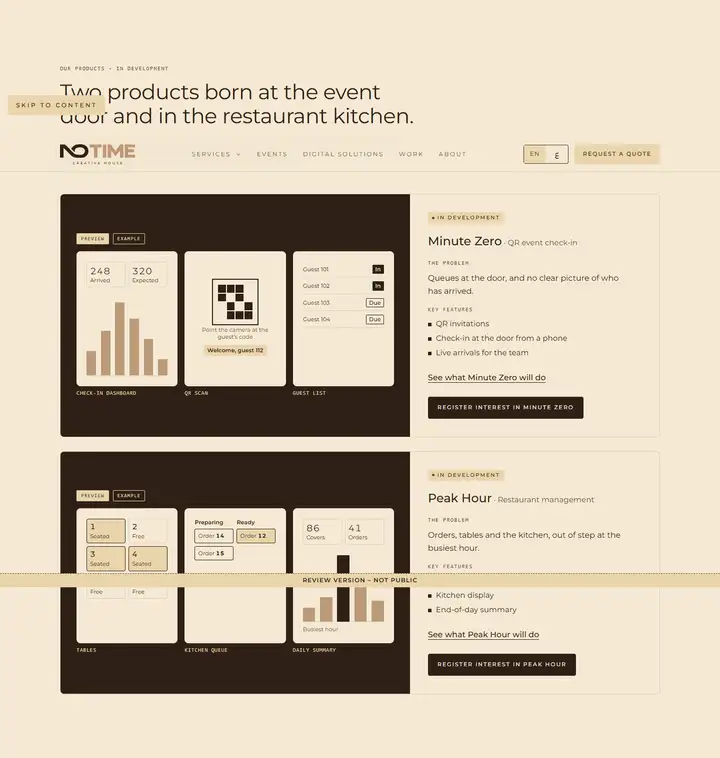 OUR PRODUCTS · IN DEVELOPMENT
Two products born at the event
SKIP TO CONTENT
door and in the restaurant kitchen.
NOTIME
CREATIVE HOUSE
SERVICES
EVENTS
DIGITAL SOLUTIONS
WORK
ABOUT
EN
ع
REQUEST A QUOTE
PREVIEW
EXAMPLE
248
Arrived
320
Expected
CHECK-IN DASHBOARD
Point the camera at the
guest's code
Welcome, guest 112
QR SCAN
Guest 101 In
Guest 102 In
Guest 103 Due
Guest 104 Due
GUEST LIST
IN DEVELOPMENT
Minute Zero · QR event check-in
THE PROBLEM
Queues at the door, and no clear picture of who
has arrived.
KEY FEATURES
QR invitations
Check-in at the door from a phone
Live arrivals for the team
See what Minute Zero will do
REGISTER INTEREST IN MINUTE ZERO
PREVIEW
EXAMPLE
1
Seated
2
Free
3
Seated
4
Seated
Free
Free
TABLES
Preparing
Ready
Order 14
Order 12
Order 15
KITCHEN QUEUE
86
Covers
41
Orders
Busiest hour
DAILY SUMMARY
IN DEVELOPMENT
Peak Hour · Restaurant management
THE PROBLEM
Orders, tables and the kitchen, out of step at the
busiest hour.
KEY FEATURES
REVIEW VERSION – NOT PUBLIC
Kitchen display
End-of-day summary
See what Peak Hour will do
REGISTER INTEREST IN PEAK HOUR